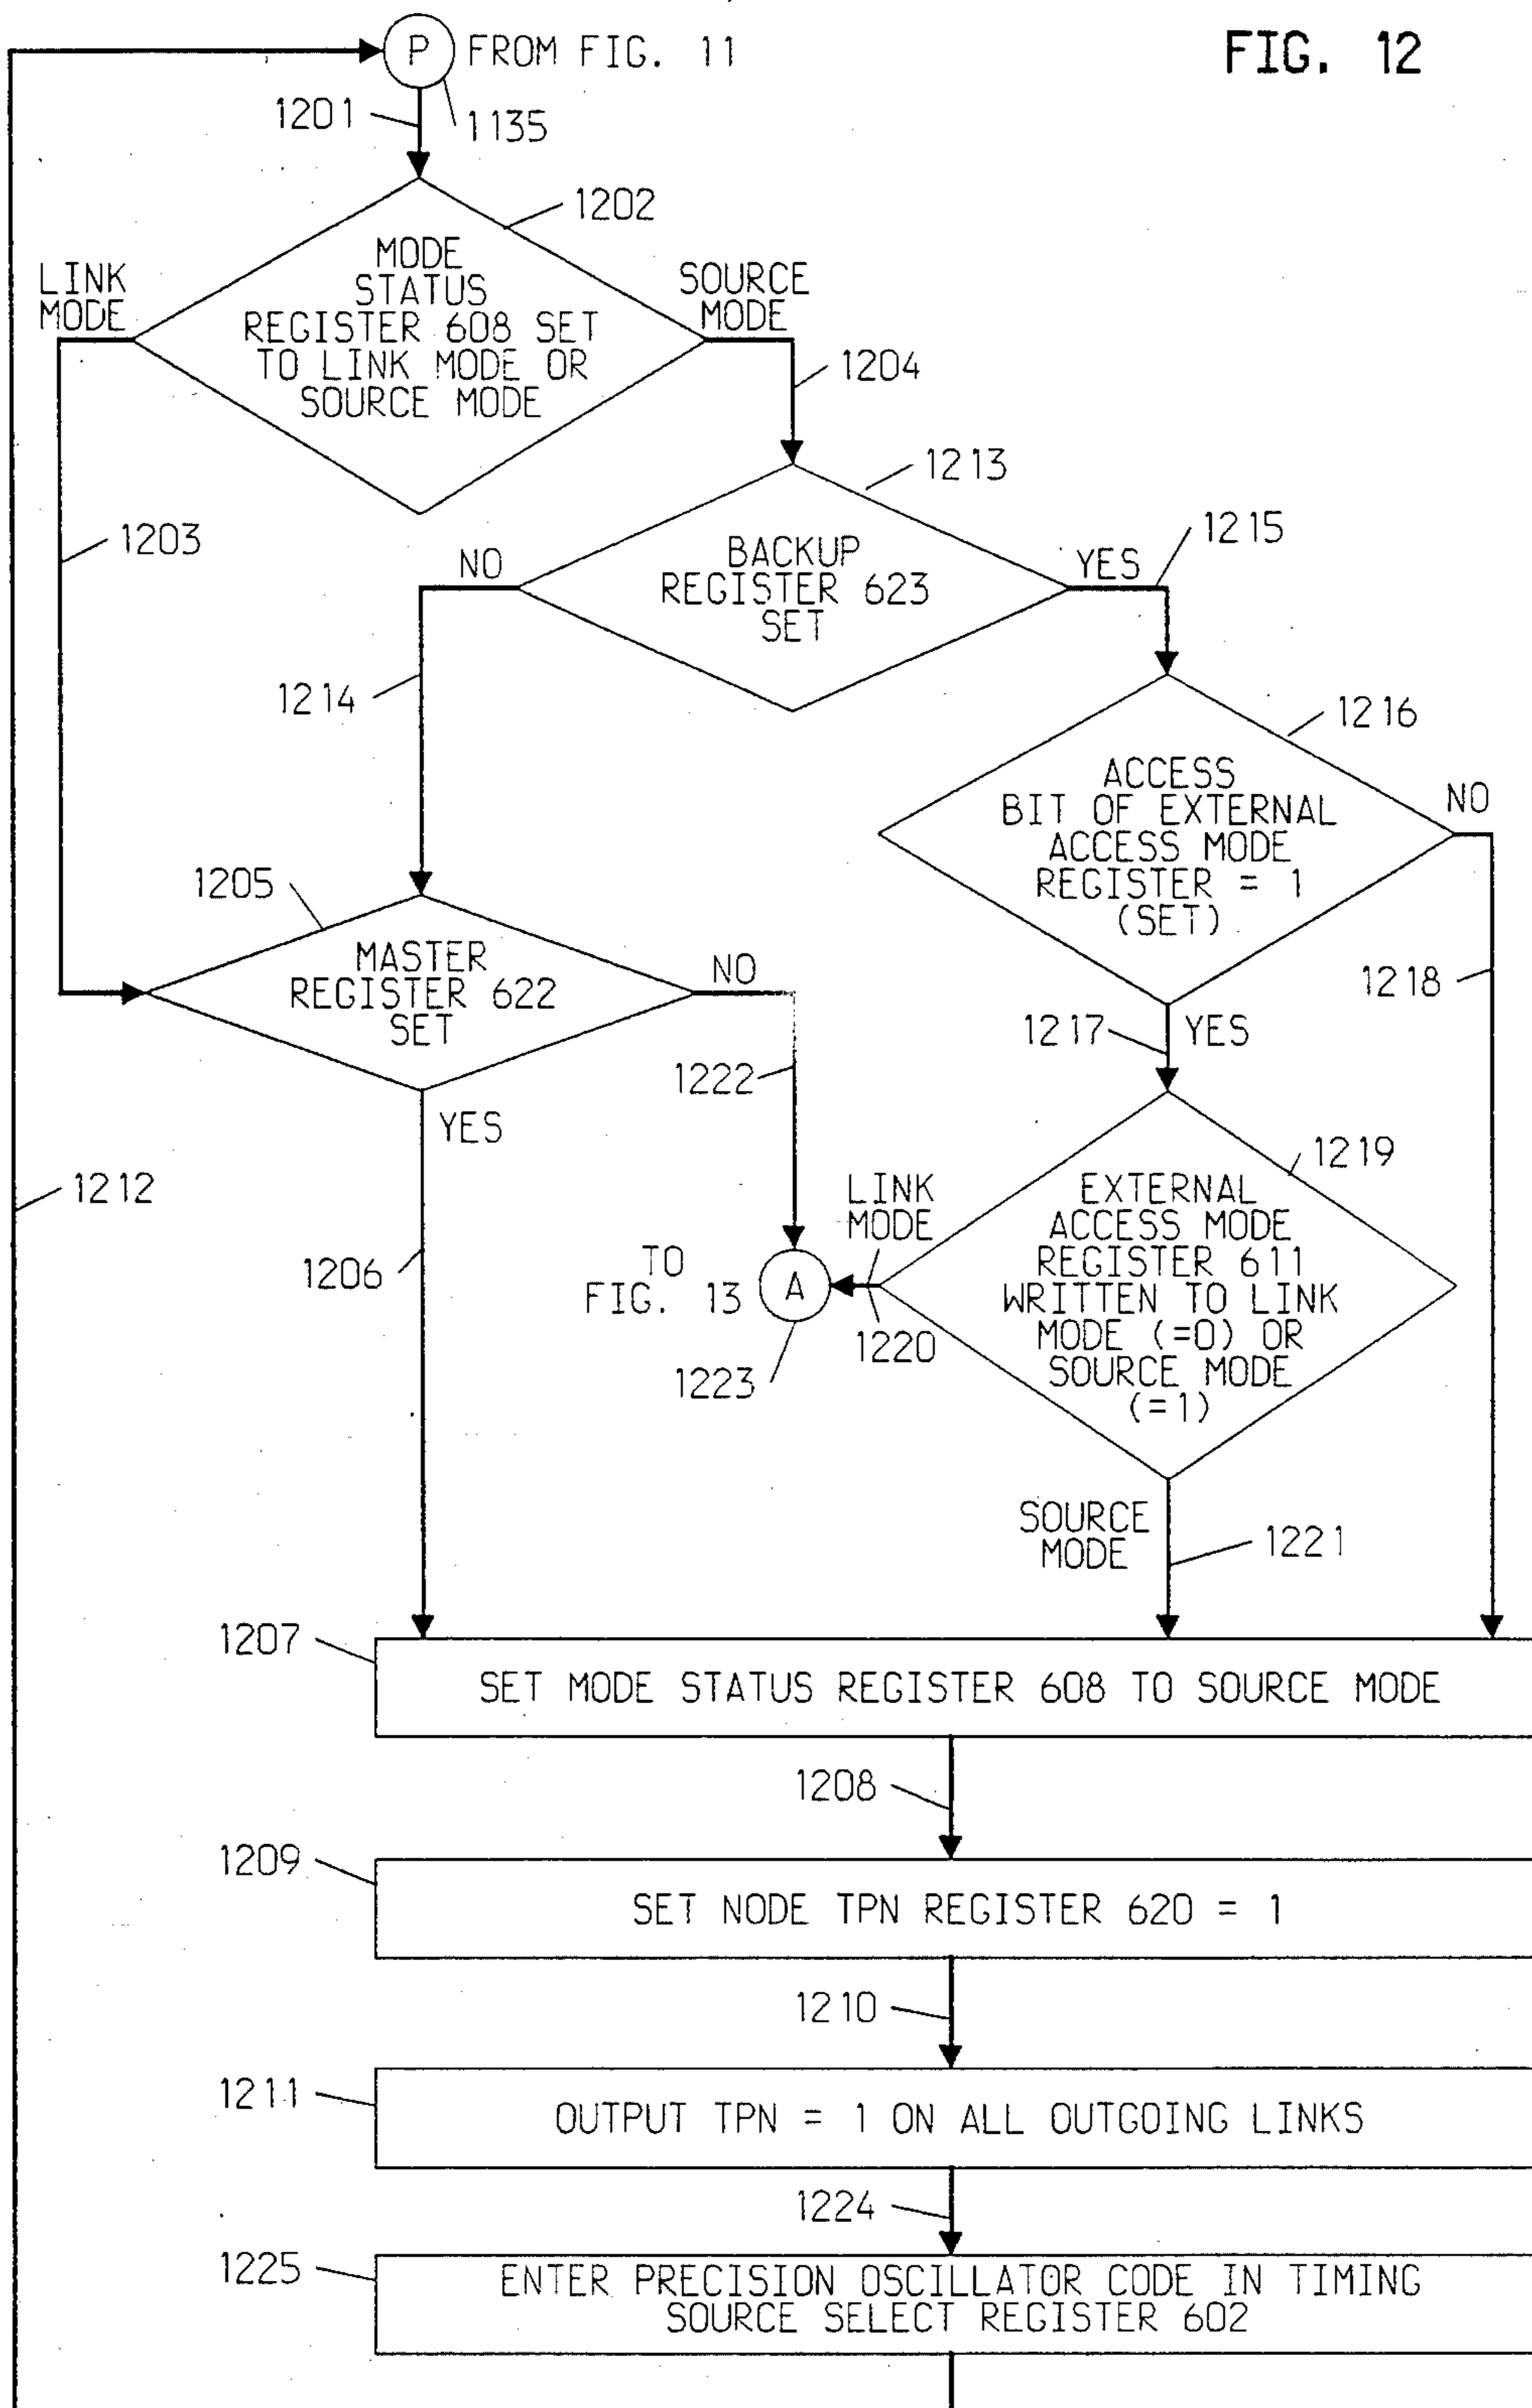 P FROM FIG. 11
FIG. 12
1201
1135
1202
MODE
STATUS
REGISTER 608 SET
TO LINK MODE OR
SOURCE MODE
LINK
MODE
SOURCE
MODE
1204
1203
1213
BACKUP
REGISTER 623
SET
NO
YES
1215
1214
1216
ACCESS
BIT OF EXTERNAL
ACCESS MODE
REGISTER = 1
(SET)
NO
1205
MASTER
REGISTER 622
SET
NO
1218
1217
YES
1222
YES
1212
1219
EXTERNAL
ACCESS MODE
REGISTER 611
WRITTEN TO LINK
MODE (=0) OR
SOURCE MODE
(=1)
LINK
MODE
1206
TO
FIG. 13
A
1220
1223
SOURCE
MODE
1221
1207
SET MODE STATUS REGISTER 608 TO SOURCE MODE
1208
1209
SET NODE TPN REGISTER 620 = 1
1210
1211
OUTPUT TPN = 1 ON ALL OUTGOING LINKS
1224
1225
ENTER PRECISION OSCILLATOR CODE IN TIMING
SOURCE SELECT REGISTER 602